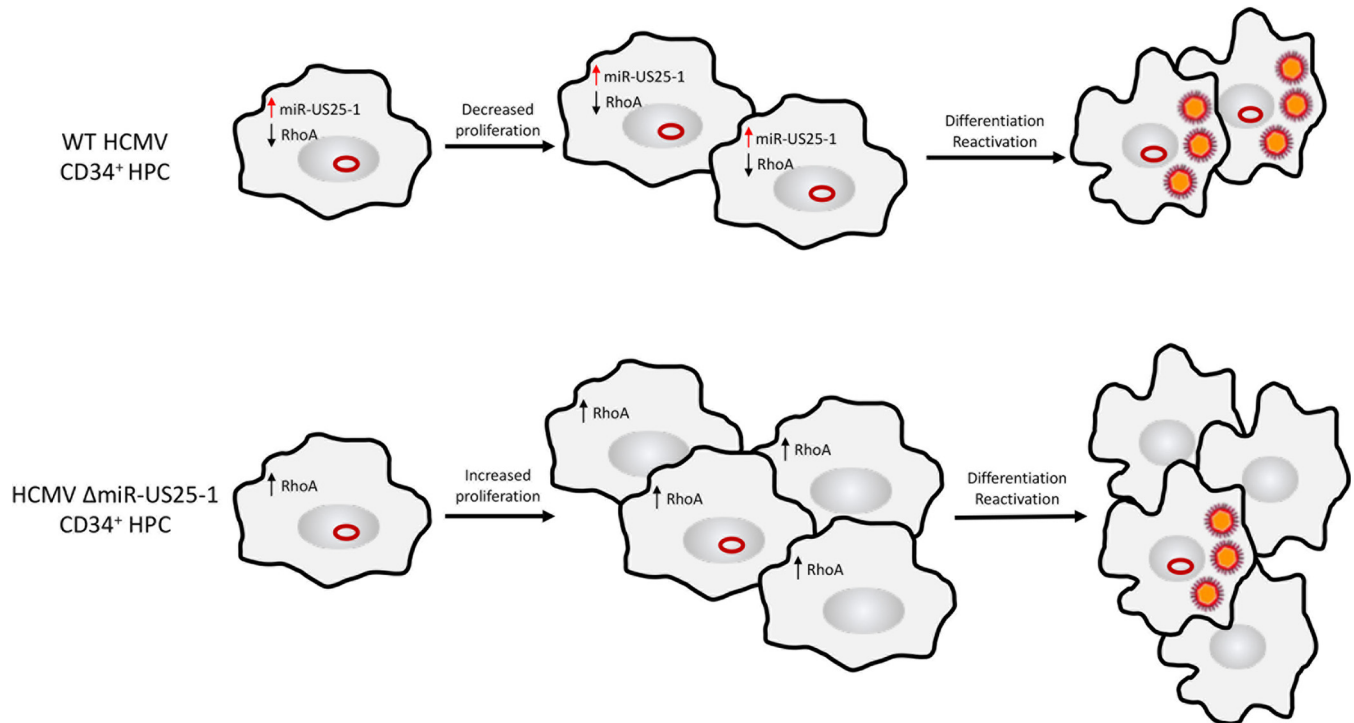 WT HCMV
CD34⁺ HPC
↑ miR-US25-1
↓ RhoA
Decreased
proliferation
↑ miR-US25-1
↓ RhoA
↑ miR-US25-1
↓ RhoA
Differentiation
Reactivation
HCMV ΔmiR-US25-1
CD34⁺ HPC
↑ RhoA
Increased
proliferation
↑ RhoA
↑ RhoA
↑ RhoA
↑ RhoA
Differentiation
Reactivation